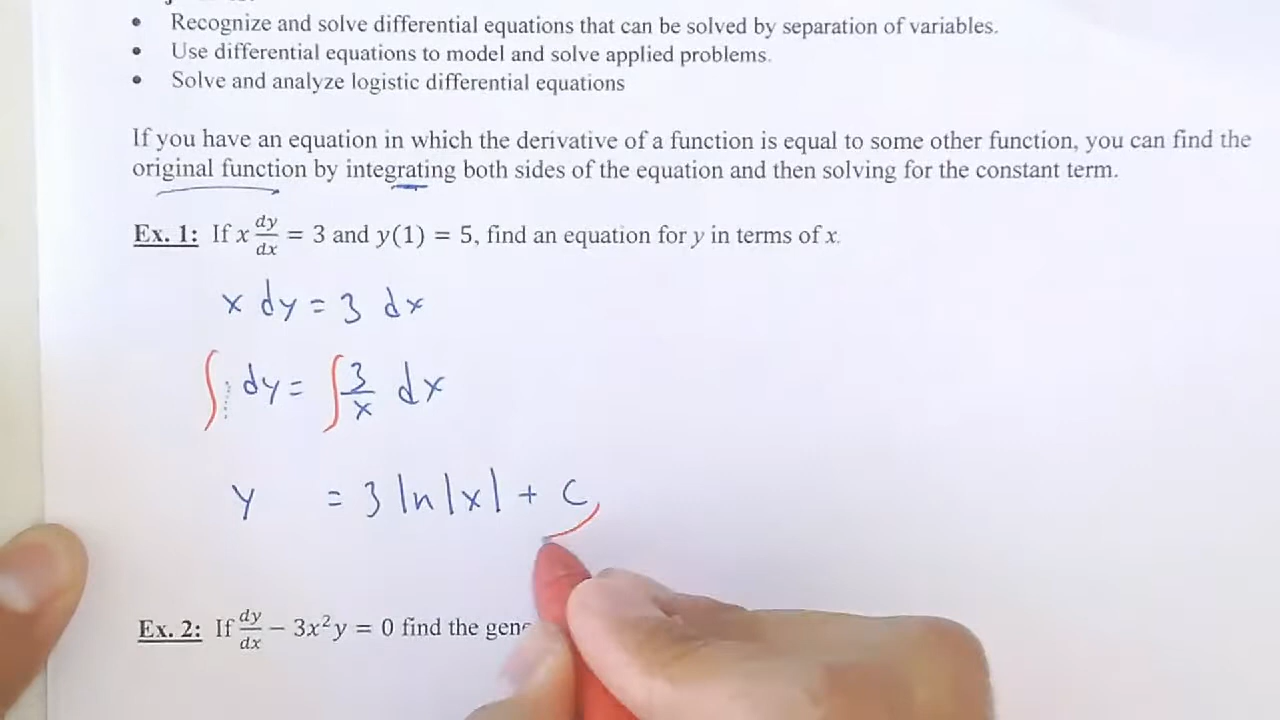 • Recognize and solve differential equations that can be solved by separation of variables.
• Use differential equations to model and solve applied problems.
• Solve and analyze logistic differential equations
If you have an equation in which the derivative of a function is equal to some other function, you can find the
original function by integrating both sides of the equation and then solving for the constant term.
Ex. 1: If x dy/dx = 3 and y(1) = 5, find an equation for y in terms of x.
x dy = 3 dx
∫ dy = ∫ 3/x dx
y = 3 ln|x| + C
Ex. 2: If dy/dx − 3x²y = 0 find the